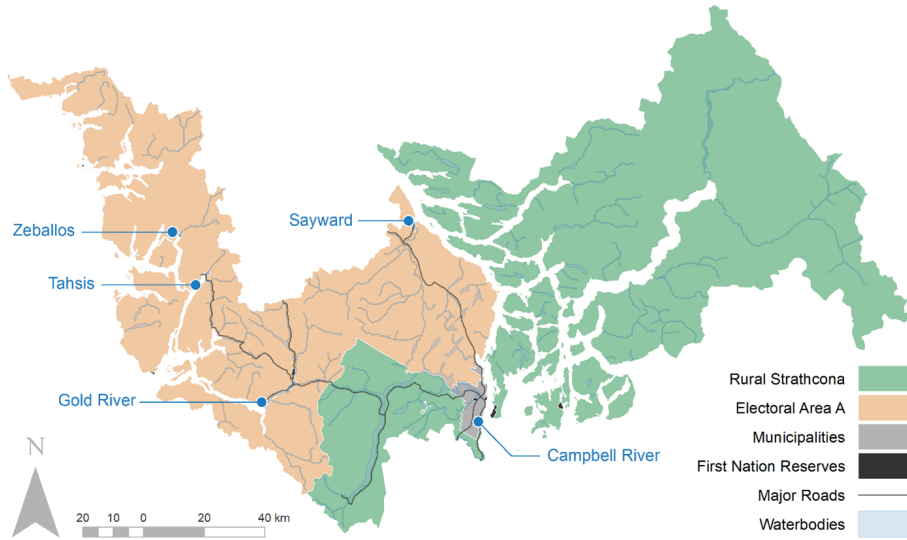 Sayward
Zeballos
Tahsis
Gold River
Campbell River
Rural Strathcona
Electoral Area A
Municipalities
First Nation Reserves
Major Roads
Waterbodies
N
20 10 0 20 40 km